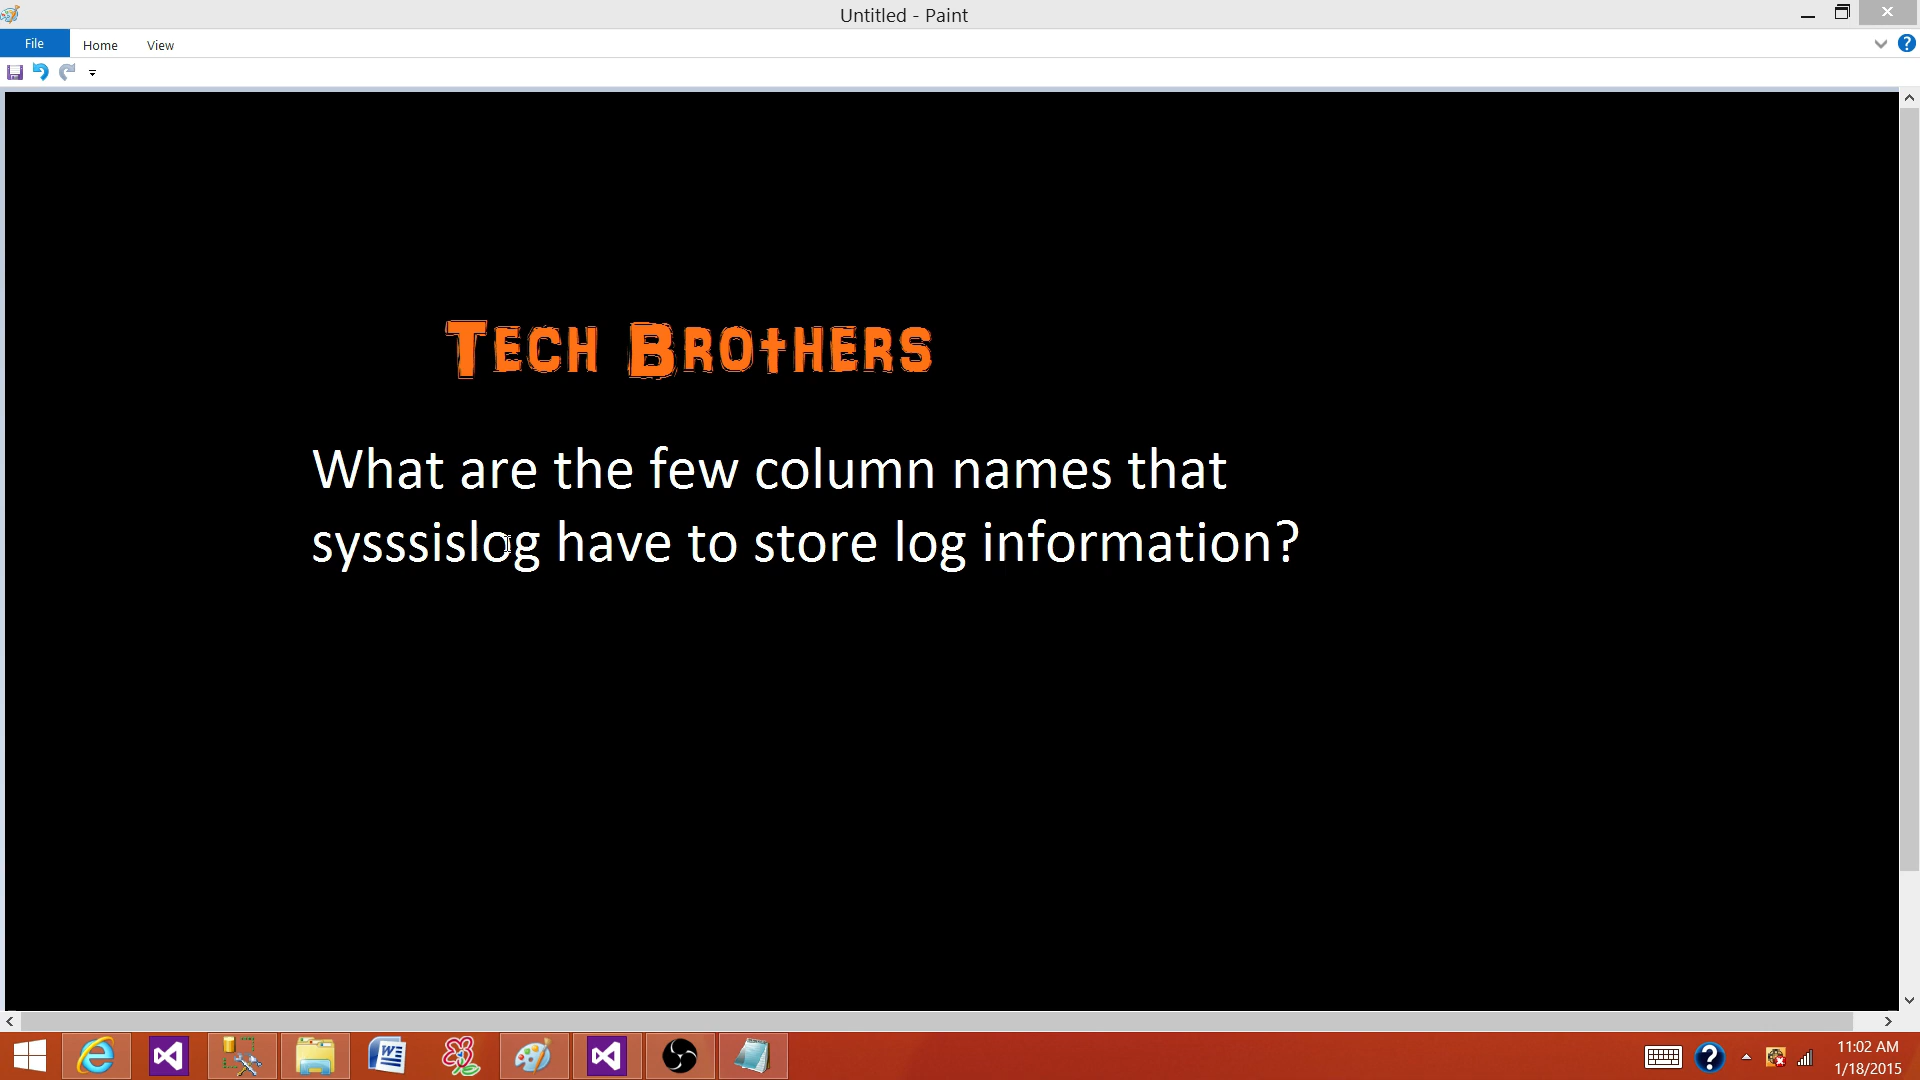 Untitled - Paint
File Home View
Tech Brothers
What are the few column names that
sysssislog have to store log information?
11:02 AM
1/18/2015